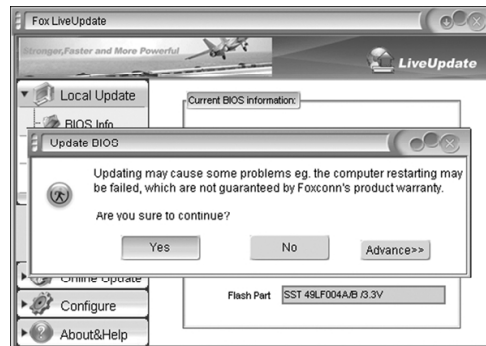 Fox LiveUpdate
Stronger,Faster and More Powerful
LiveUpdate
Local Update
Current BIOS information:
BIOS Info
Update BIOS
Updating may cause some problems eg. the computer restarting may
be failed, which are not guaranteed by Foxconn's product warranty.
Are you sure to continue?
Yes
No
Advance>>
Online Update
Flash Part
SST 49LF004A/B /3.3V
Configure
About&Help